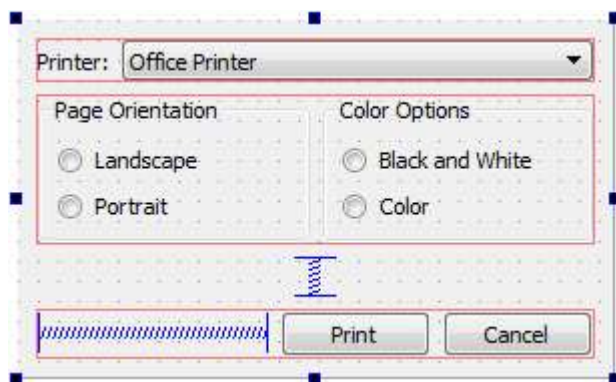 Printer: Office Printer
Page Orientation Color Options
Landscape Black and White
Portrait Color
Print Cancel